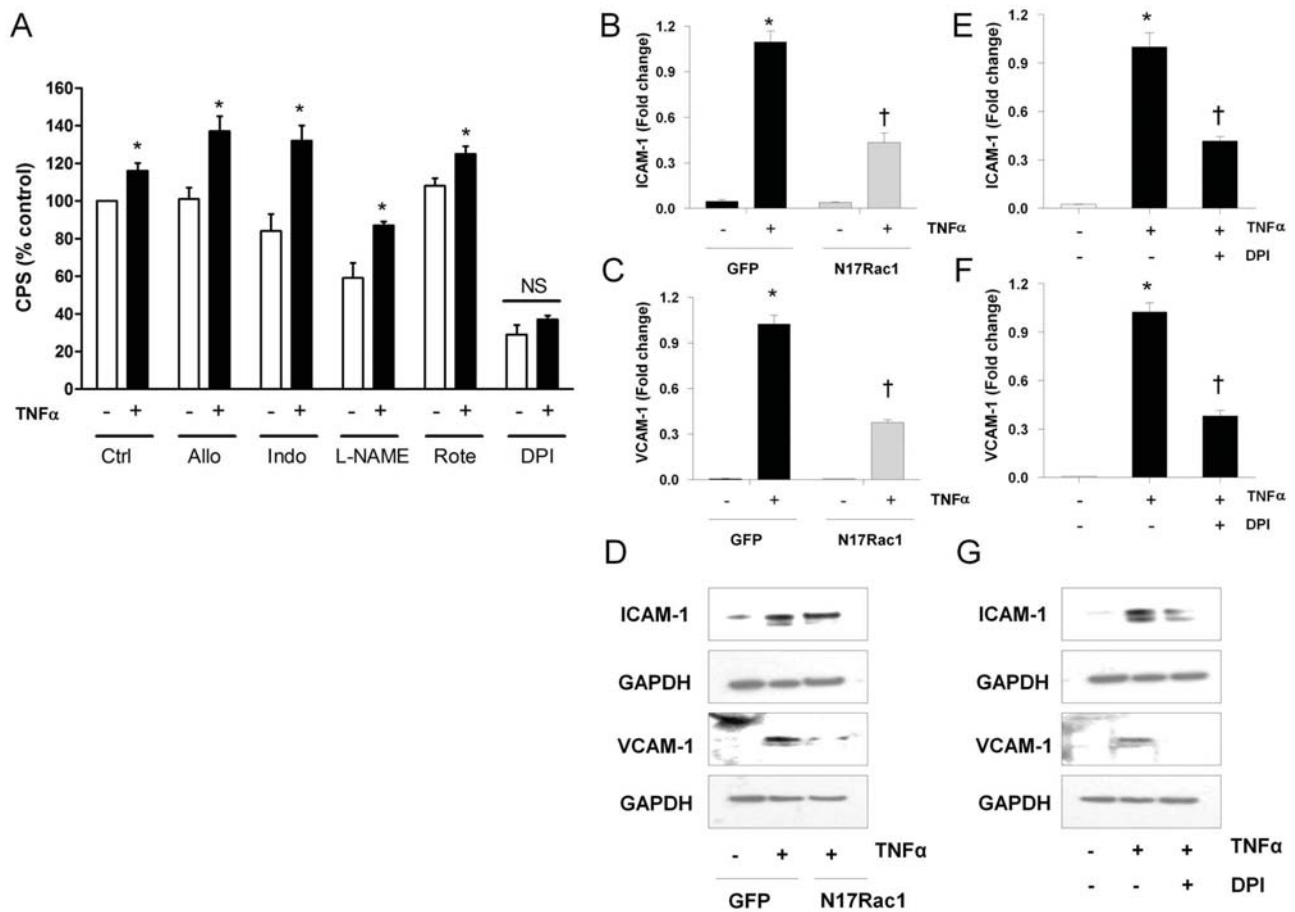 A
CPS (% control)
160
140
120
100
80
60
40
20
0
* * * * *
NS
TNFα - + - + - + - + - + - +
Ctrl Allo Indo L-NAME Rote DPI
B
ICAM-1 (Fold change)
1.2
0.9
0.6
0.3
0.0
*
†
- + - + TNFα
GFP N17Rac1
C
VCAM-1 (Fold change)
1.2
0.9
0.6
0.3
0.0
*
†
- + - + TNFα
GFP N17Rac1
D
ICAM-1
GAPDH
VCAM-1
GAPDH
- + + TNFα
GFP N17Rac1
E
ICAM-1 (Fold change)
1.2
0.9
0.6
0.3
0.0
*
†
- + + TNFα
- - + DPI
F
VCAM-1 (Fold change)
1.2
0.9
0.6
0.3
0.0
*
†
- + + TNFα
- - + DPI
G
ICAM-1
GAPDH
VCAM-1
GAPDH
- + + TNFα
- - + DPI